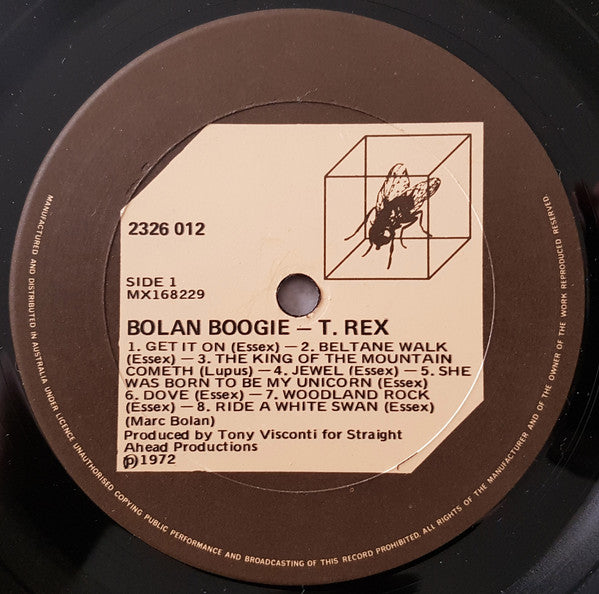 2326 012
SIDE 1
MX168229
BOLAN BOOGIE — T. REX
1. GET IT ON (Essex) — 2. BELTANE WALK
(Essex) — 3. THE KING OF THE MOUNTAIN
COMETH (Lupus) — 4. JEWEL (Essex) — 5. SHE
WAS BORN TO BE MY UNICORN (Essex)
6. DOVE (Essex) — 7. WOODLAND ROCK
(Essex) — 8. RIDE A WHITE SWAN (Essex)
(Marc Bolan)
Produced by Tony Visconti for Straight
Ahead Productions
℗1972
MANUFACTURED AND DISTRIBUTED IN AUSTRALIA UNDER LICENCE UNAUTHORISED COPYING PUBLIC PERFORMANCE AND BROADCASTING OF THIS RECORD PROHIBITED. ALL RIGHTS OF THE MANUFACTURER AND OF THE OWNER OF THE WORK REPRODUCED RESERVED.